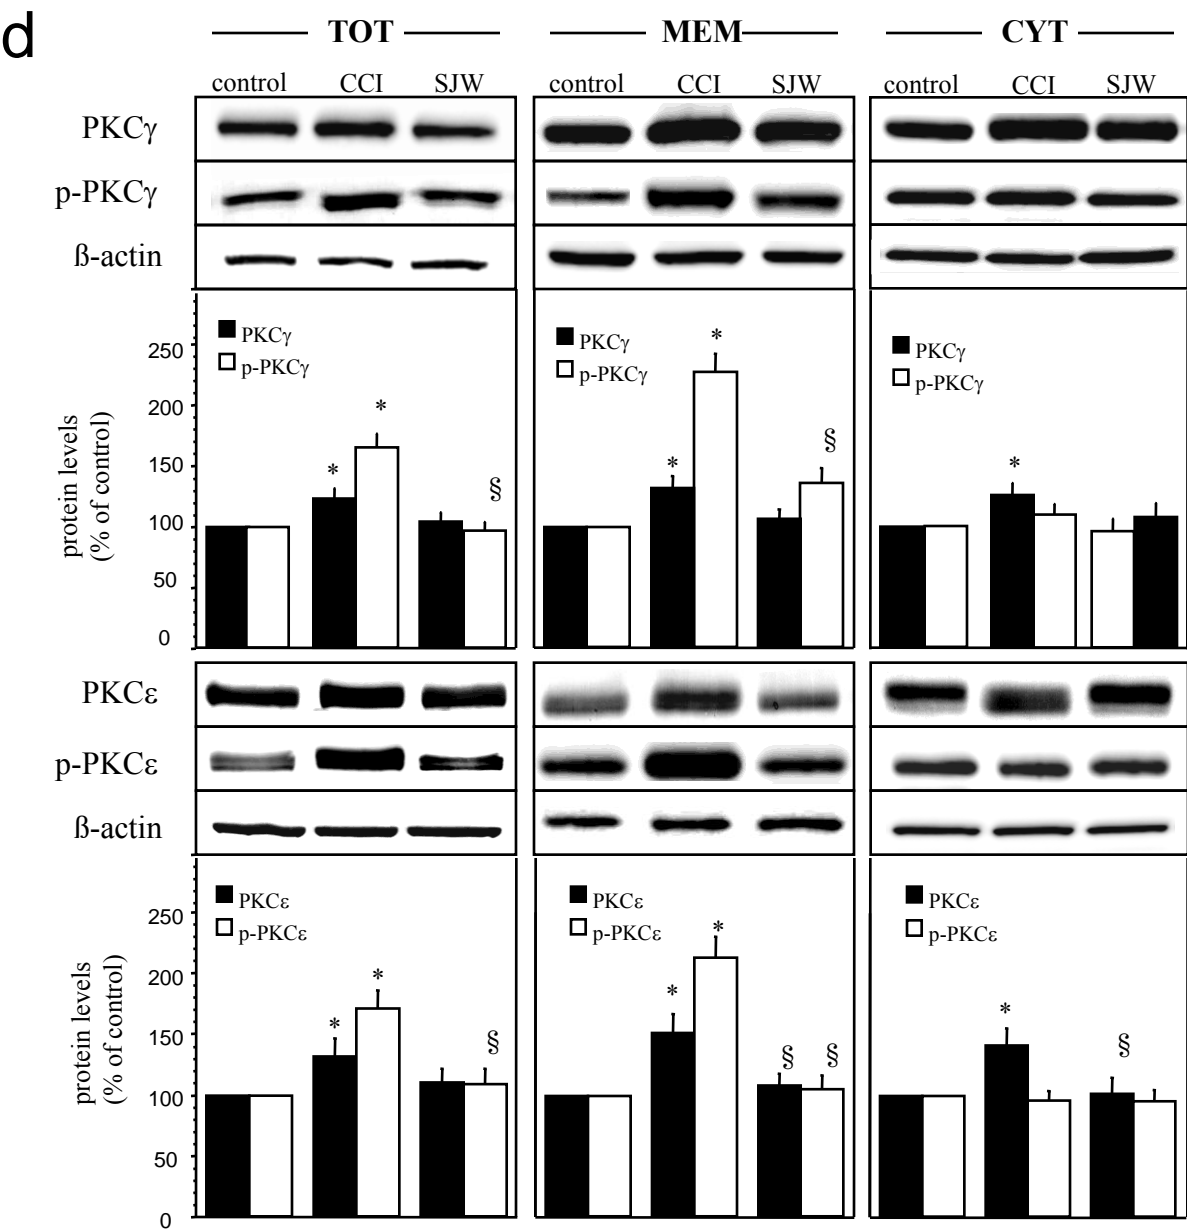 d
TOT MEM CYT
control CCI SJW control CCI SJW control CCI SJW
PKCγ
p-PKCγ
ß-actin
PKCγ PKCγ PKCγ
p-PKCγ p-PKCγ p-PKCγ
protein levels
(% of control)
250
200
150
100
50
0
* * §
* * §
*
PKCε
p-PKCε
ß-actin
PKCε PKCε PKCε
p-PKCε p-PKCε p-PKCε
protein levels
(% of control)
250
200
150
100
50
0
* * §
* * § §
* §